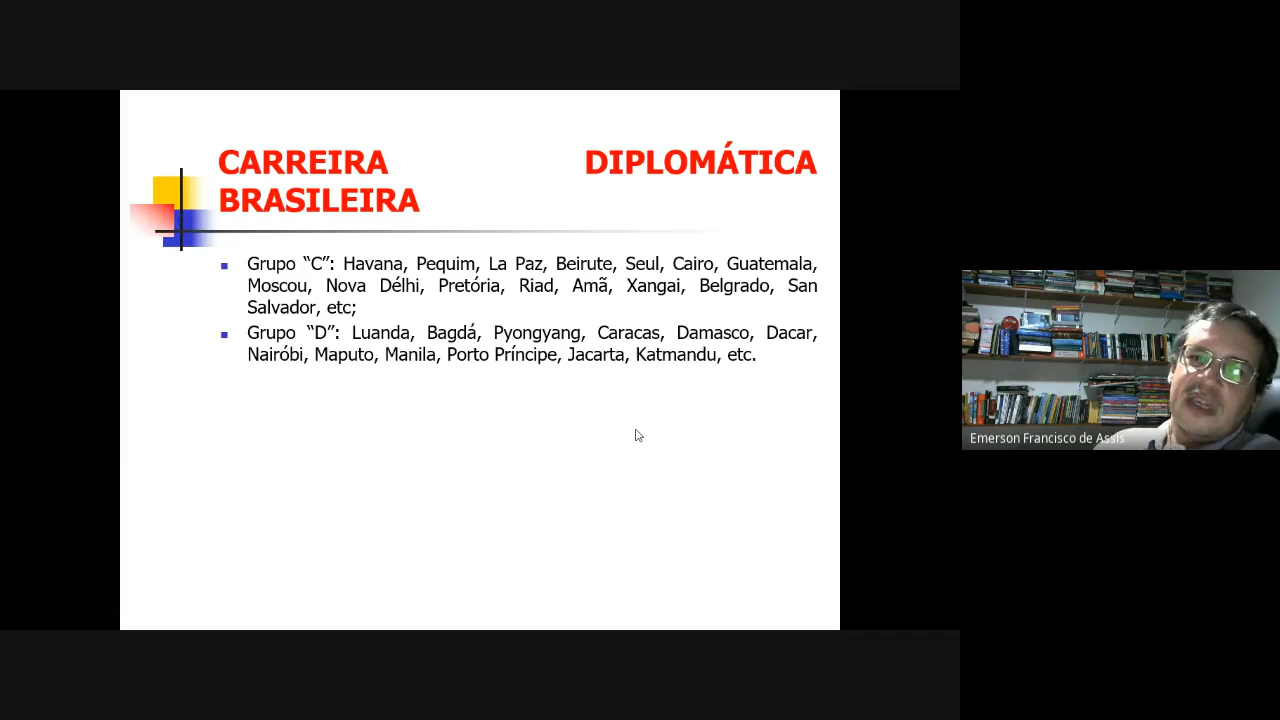 CARREIRA DIPLOMÁTICA
BRASILEIRA
Grupo “C”: Havana, Pequim, La Paz, Beirute, Seul, Cairo, Guatemala,
Moscou, Nova Délhi, Pretória, Riad, Amã, Xangai, Belgrado, San
Salvador, etc;
Grupo “D”: Luanda, Bagdá, Pyongyang, Caracas, Damasco, Dacar,
Nairóbi, Maputo, Manila, Porto Príncipe, Jacarta, Katmandu, etc.
Emerson Francisco de Assis